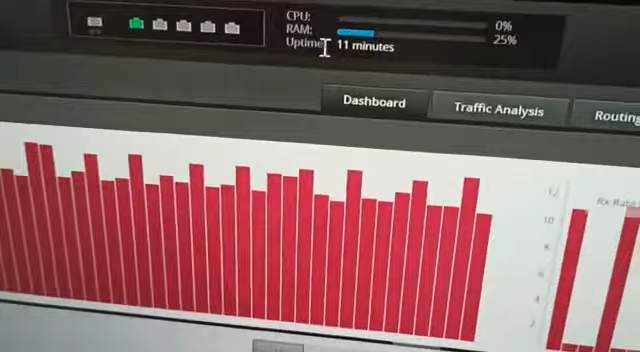 CPU:
0%
RAM:
25%
Uptime
11 minutes
Dashboard
Traffic Analysis
Routing
12
10
8
6
4
2
Rx Rate